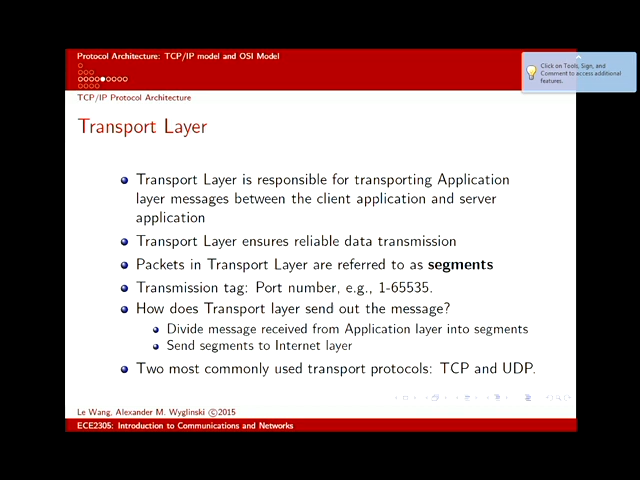 Protocol Architecture: TCP/IP model and OSI Model
Click on Tools, Sign, and
Comment to access additional
features.
TCP/IP Protocol Architecture
Transport Layer
Transport Layer is responsible for transporting Application
layer messages between the client application and server
application
Transport Layer ensures reliable data transmission
Packets in Transport Layer are referred to as segments
Transmission tag: Port number, e.g., 1-65535.
How does Transport layer send out the message?
Divide message received from Application layer into segments
Send segments to Internet layer
Two most commonly used transport protocols: TCP and UDP.
Le Wang, Alexander M. Wyglinski ©2015
ECE2305: Introduction to Communications and Networks